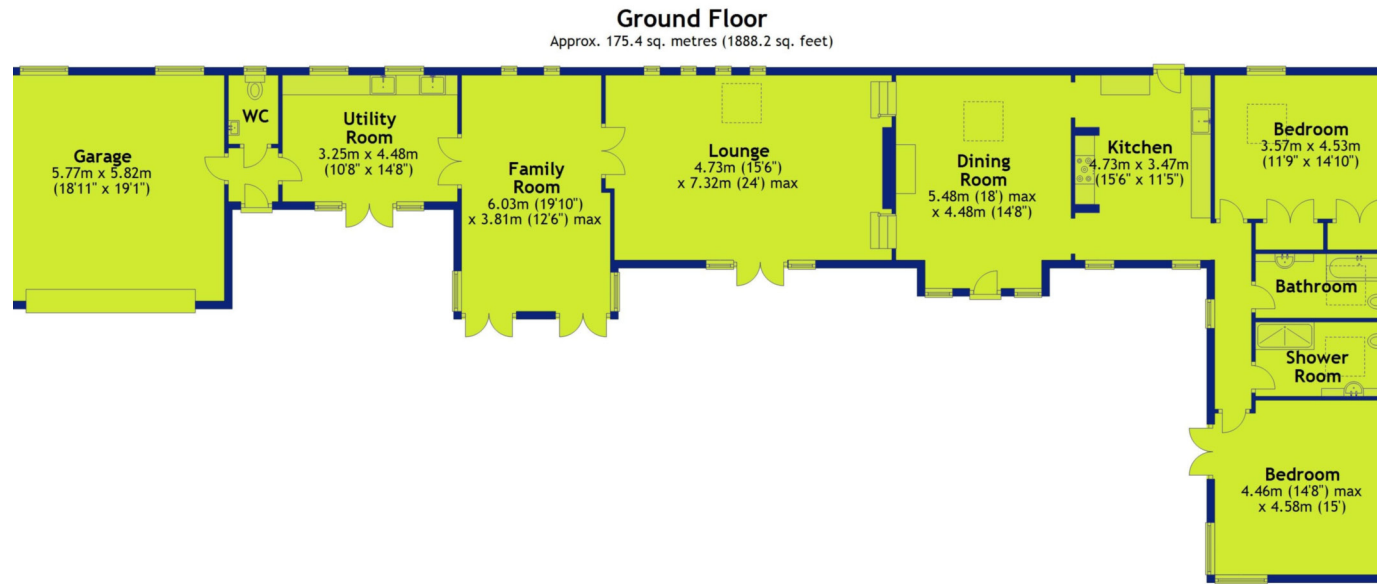 Ground Floor
Approx. 175.4 sq. metres (1888.2 sq. feet)
Garage
5.77m x 5.82m
(18'11" x 19'1")
WC
Utility
Room
3.25m x 4.48m
(10'8" x 14'8")
Family
Room
6.03m (19'10")
x 3.81m (12'6") max
Lounge
4.73m (15'6")
x 7.32m (24') max
Dining
Room
5.48m (18') max
x 4.48m (14'8")
Kitchen
4.73m x 3.47m
(15'6" x 11'5")
Bedroom
3.57m x 4.53m
(11'9" x 14'10")
Bathroom
Shower
Room
Bedroom
4.46m (14'8") max
x 4.58m (15')